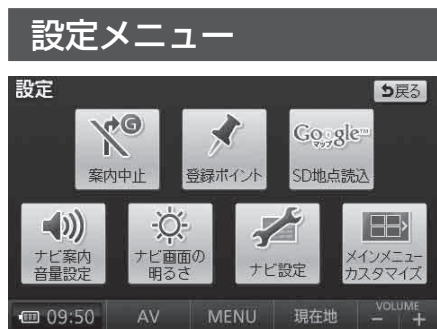 設定メニュー
設定
戻る
G
案内中止
登録ポイント
Google™
マップ
SD地点読込
ナビ案内
音量設定
ナビ画面の
明るさ
ナビ設定
メインメニュー
カスタマイズ
09:50
AV
MENU
現在地
VOLUME
− +